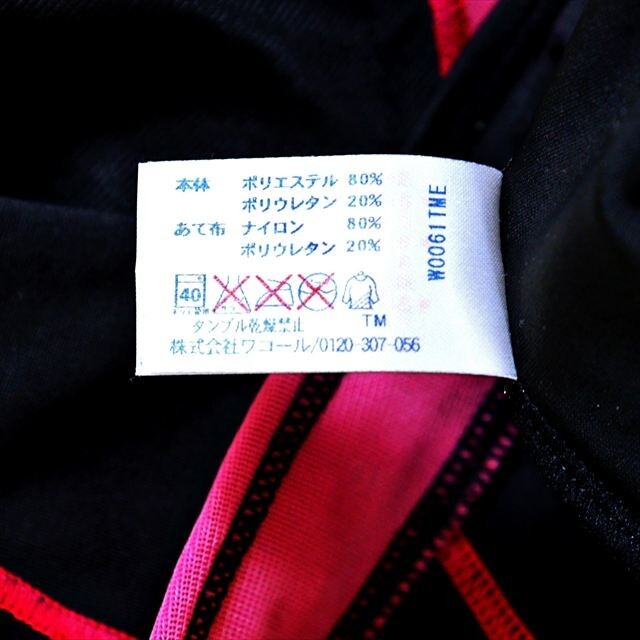 本体 ポリエステル 80%
ポリウレタン 20%
あて布 ナイロン 80%
ポリウレタン 20%
40
タンブル乾燥禁止
TM
株式会社ワコール/0120-307-056
W0061TME